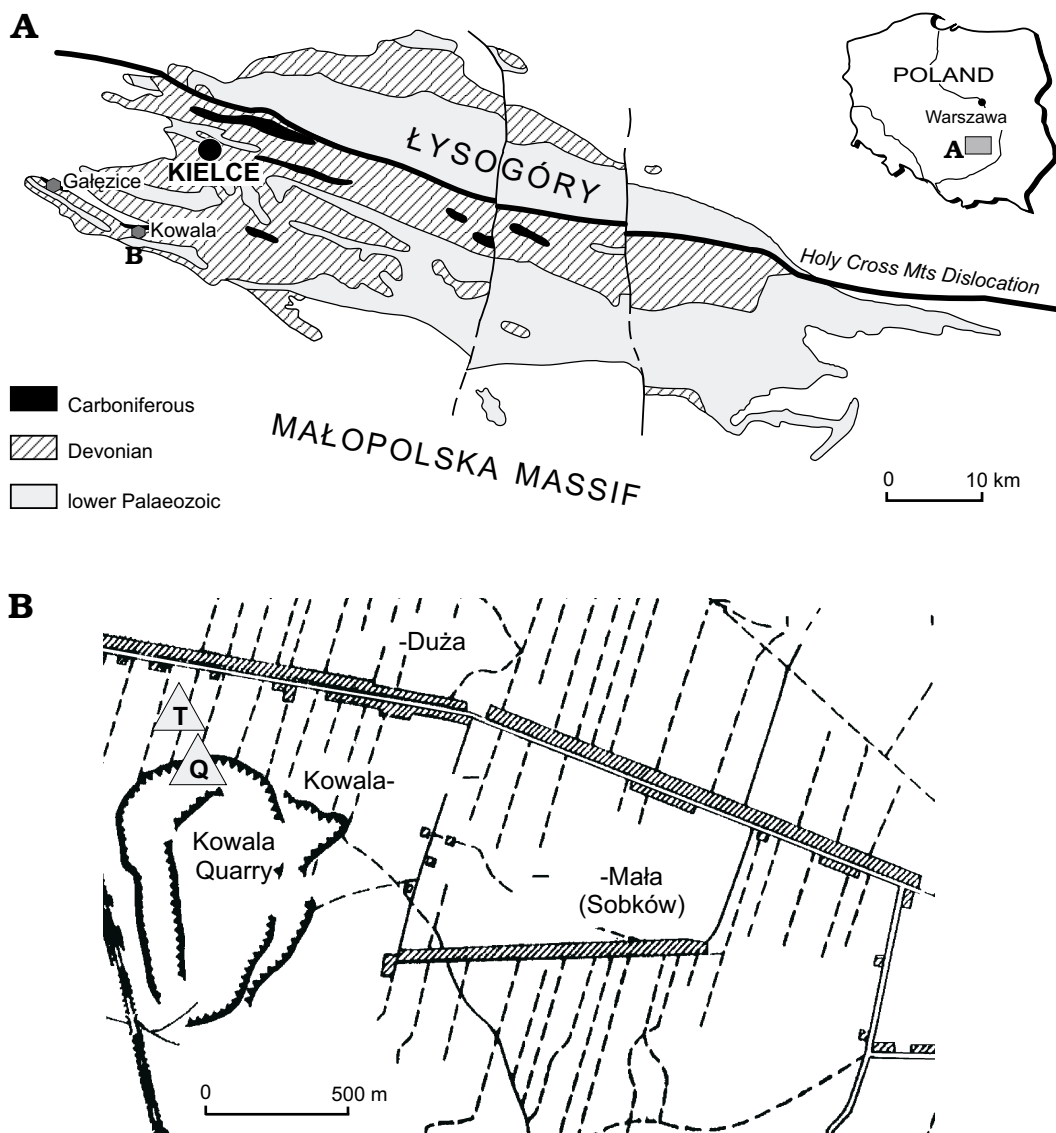 A
POLAND
Warszawa
A
ŁYSOGÓRY
KIELCE
Gałęzice
Kowala
B
Holy Cross Mts Dislocation
Carboniferous
Devonian
lower Palaeozoic
MAŁOPOLSKA MASSIF
0 10 km
B
-Duża
T
Q
Kowala-
Kowala
Quarry
-Mała
(Sobków)
0 500 m